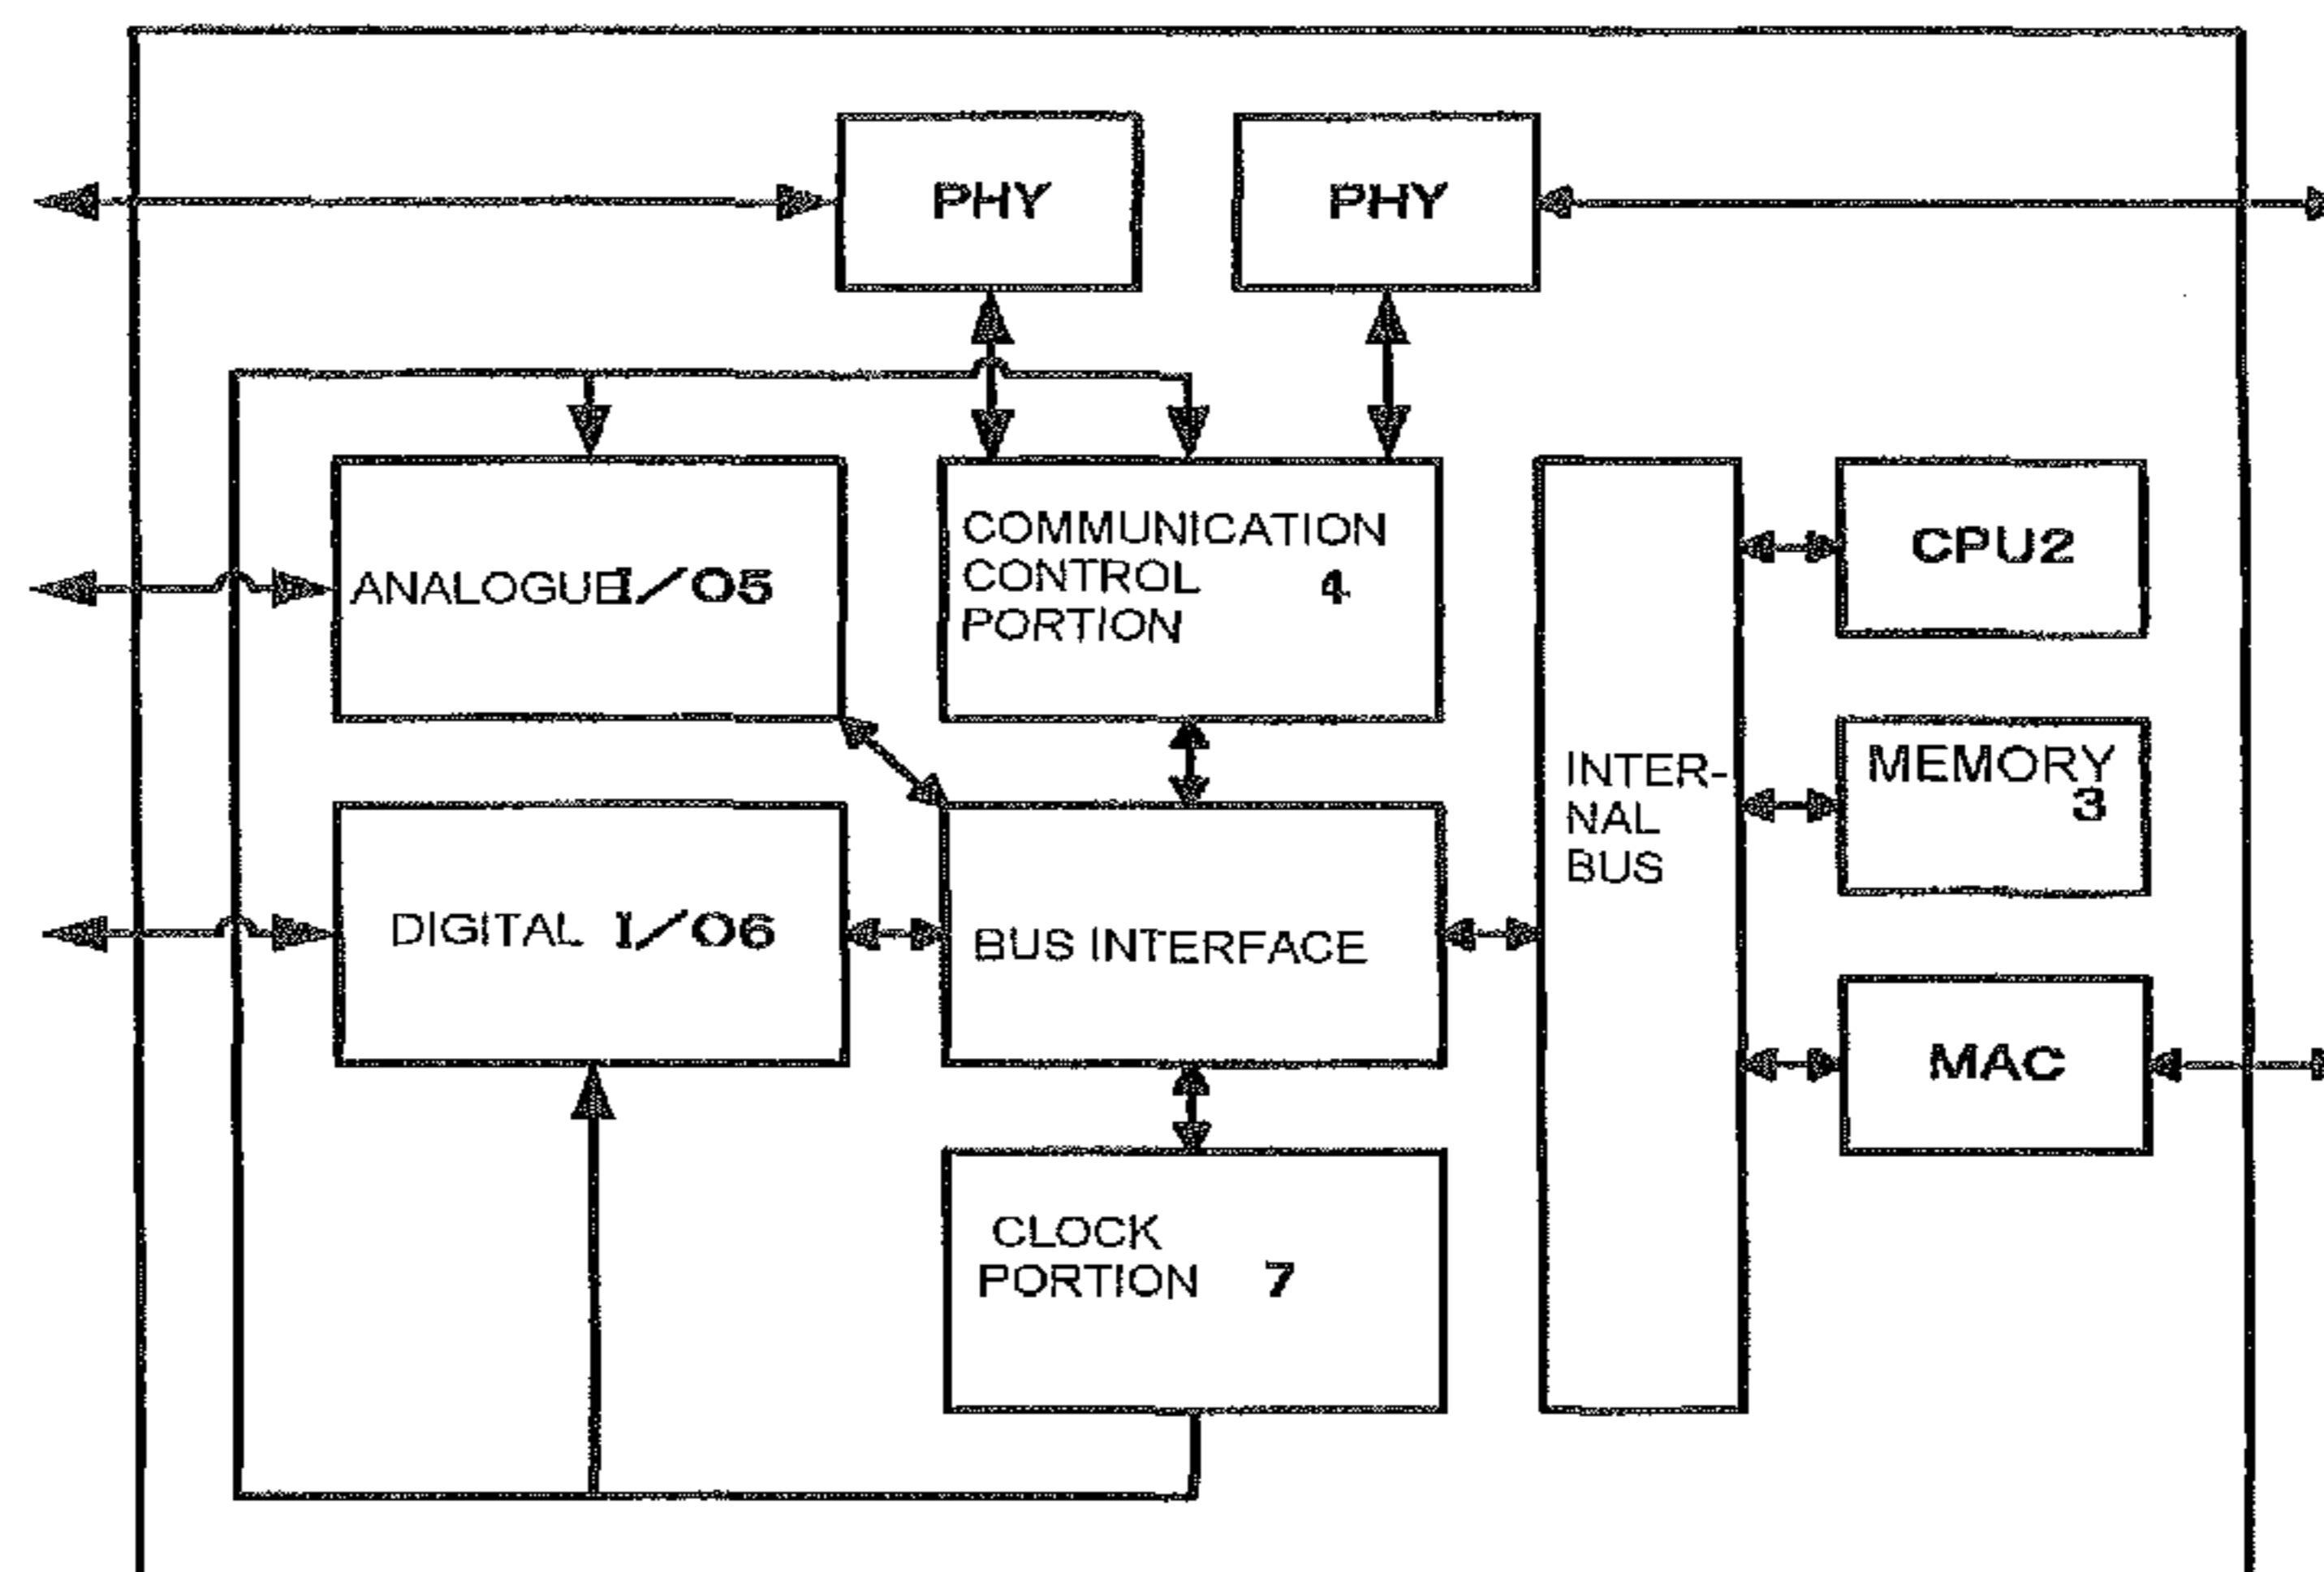 PHY
PHY
ANALOGUE I/O5
COMMUNICATION
CONTROL 4
PORTION
CPU2
INTER-
NAL
BUS
MEMORY
3
DIGITAL I/O6
BUS INTERFACE
MAC
CLOCK
PORTION 7